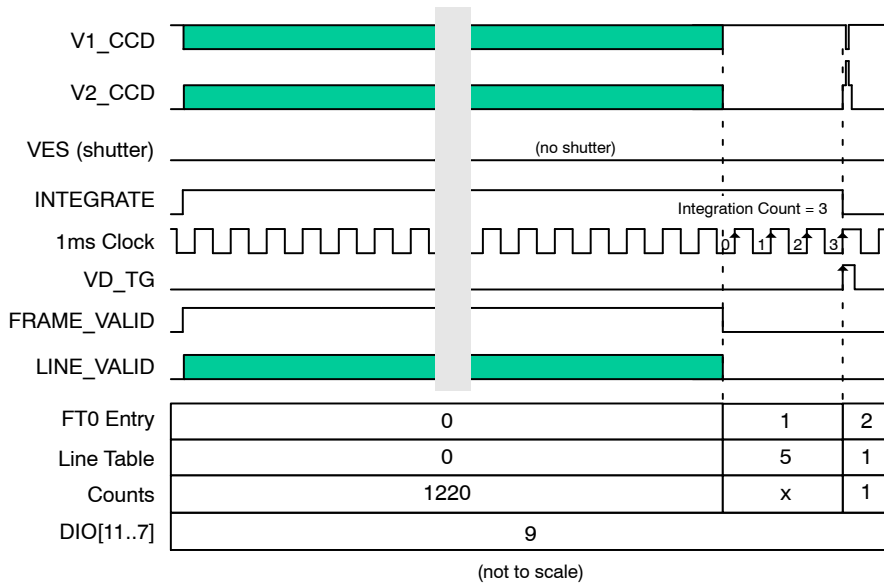 V1_CCD
V2_CCD
VES (shutter)
(no shutter)
INTEGRATE
Integration Count = 3
1ms Clock
0 1 2 3
VD_TG
FRAME_VALID
LINE_VALID
FT0 Entry 0 1 2
Line Table 0 5 1
Counts 1220 x 1
DIO[11..7] 9
(not to scale)